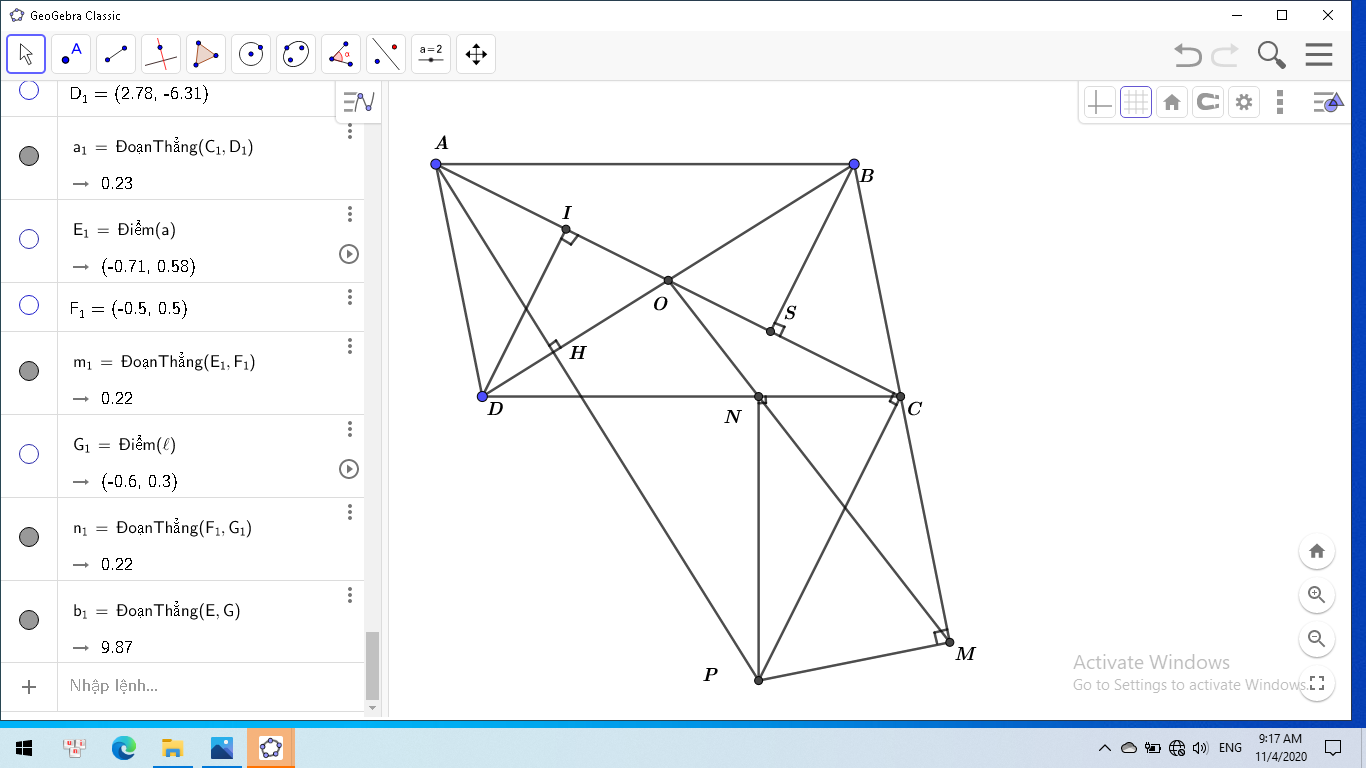 GeoGebra Classic
A
a=2
D₁ = (2.78, -6.31)
a₁ = ĐoạnThẳng(C₁, D₁)
→ 0.23
E₁ = Điểm(a)
→ (-0.71, 0.58)
F₁ = (-0.5, 0.5)
m₁ = ĐoạnThẳng(E₁, F₁)
→ 0.22
G₁ = Điểm(ℓ)
→ (-0.6, 0.3)
n₁ = ĐoạnThẳng(F₁, G₁)
→ 0.22
b₁ = ĐoạnThẳng(E, G)
→ 9.87
Nhập lệnh...
A
B
I
O
S
H
D
N
C
P
M
Activate Windows
Go to Settings to activate Windows.
ENG
9:17 AM
11/4/2020